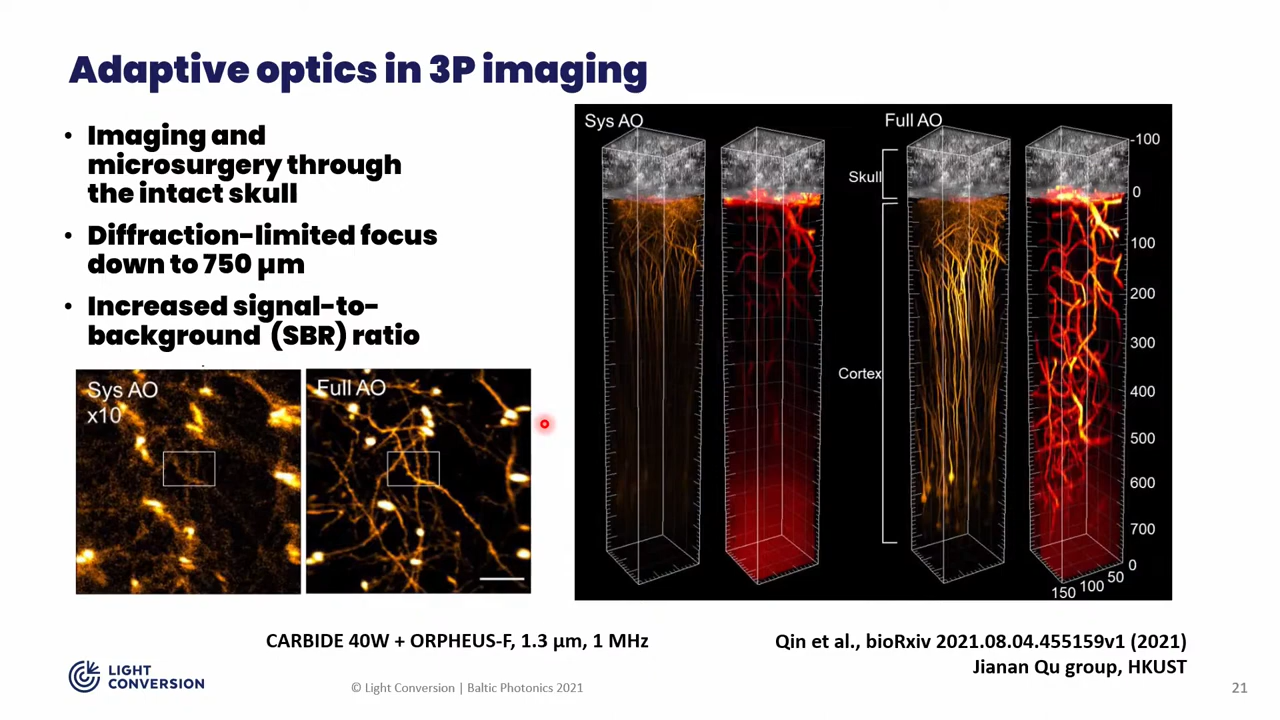 Adaptive optics in 3P imaging
• Imaging and
microsurgery through
the intact skull
• Diffraction-limited focus
down to 750 µm
• Increased signal-to-
background (SBR) ratio
Sys AO
x10
Full AO
Sys AO
Full AO
Skull
Cortex
-100
0
100
200
300
400
500
600
700
0
50
100
150
CARBIDE 40W + ORPHEUS-F, 1.3 µm, 1 MHz
Qin et al., bioRxiv 2021.08.04.455159v1 (2021)
Jianan Qu group, HKUST
LIGHT
CONVERSION
© Light Conversion | Baltic Photonics 2021
21